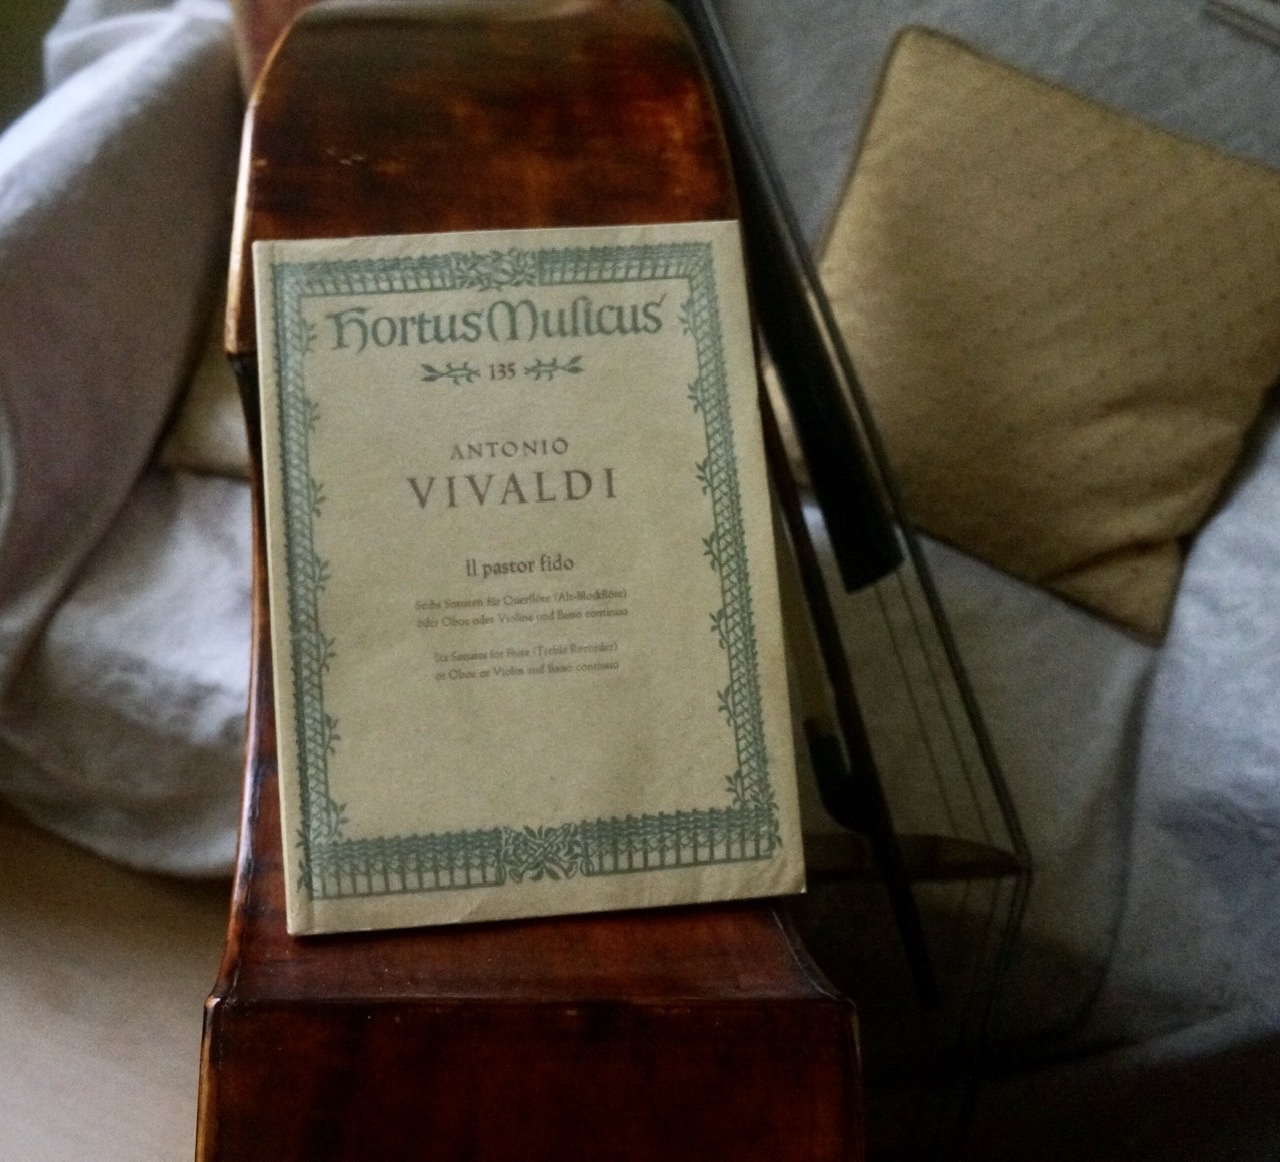 Hortus Muſicus
135
ANTONIO
VIVALDI
Il pastor fido
Sechs Sonaten für Querflöte (Alt-Blockflöte)
oder Oboe oder Violine und Basso continuo
Six Sonatas for Flute (Treble Recorder)
or Oboe or Violin and Basso continuo